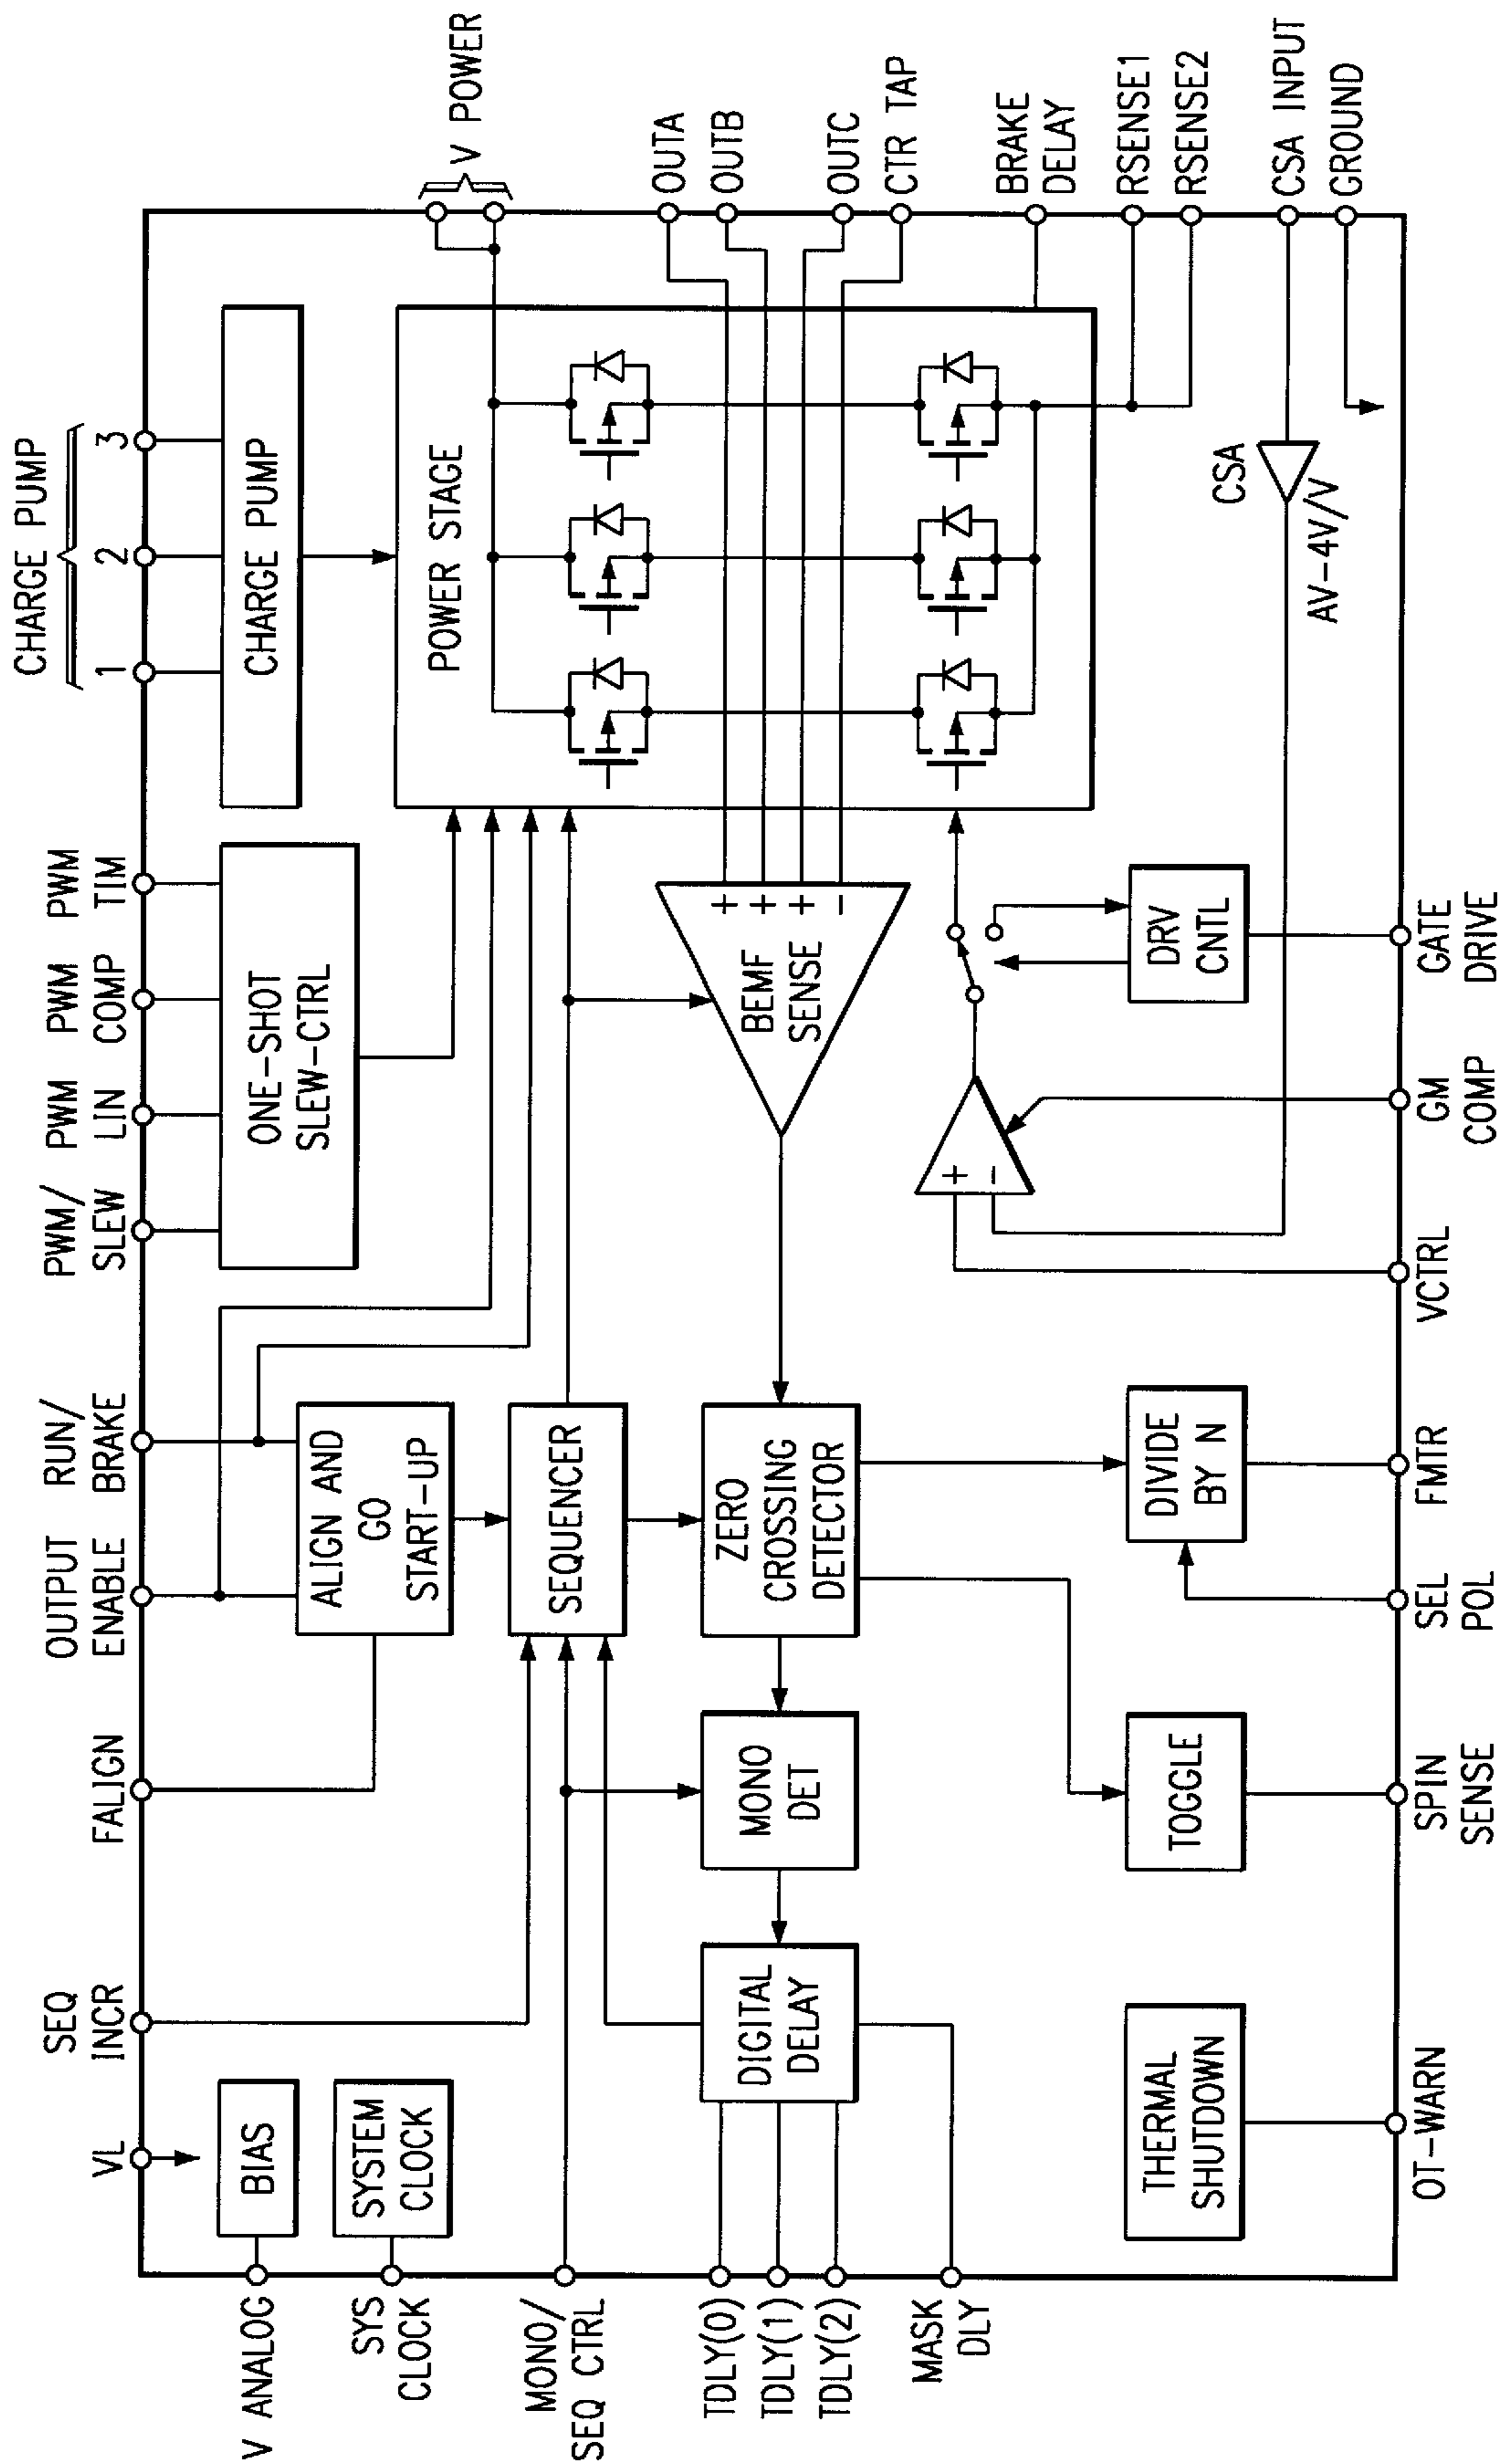 VL
SEQ
INCR
FALIGN
OUTPUT
ENABLE
RUN/
BRAKE
PWM/
SLEW
PWM
LIN
PWM
COMP
PWM
TIM
CHARGE PUMP
1
2
3
V ANALOG
BIAS
SYS
CLOCK
SYSTEM
CLOCK
ALIGN AND
GO
START-UP
ONE-SHOT
SLEW-CTRL
CHARGE PUMP
V POWER
POWER STAGE
MONO/
SEQ CTRL
SEQUENCER
OUTA
OUTB
OUTC
CTR TAP
TDLY(0)
TDLY(1)
TDLY(2)
DIGITAL
DELAY
MONO
DET
ZERO
CROSSING
DETECTOR
BEMF
SENSE
+
+
+
-
MASK
DLY
+
-
BRAKE
DELAY
RSENSE1
RSENSE2
THERMAL
SHUTDOWN
TOGGLE
DIVIDE
BY N
DRV
CNTL
CSA
AV-4V/V
CSA INPUT
GROUND
OT-WARN
SPIN
SENSE
SEL
POL
FMTR
VCTRL
GM
COMP
GATE
DRIVE